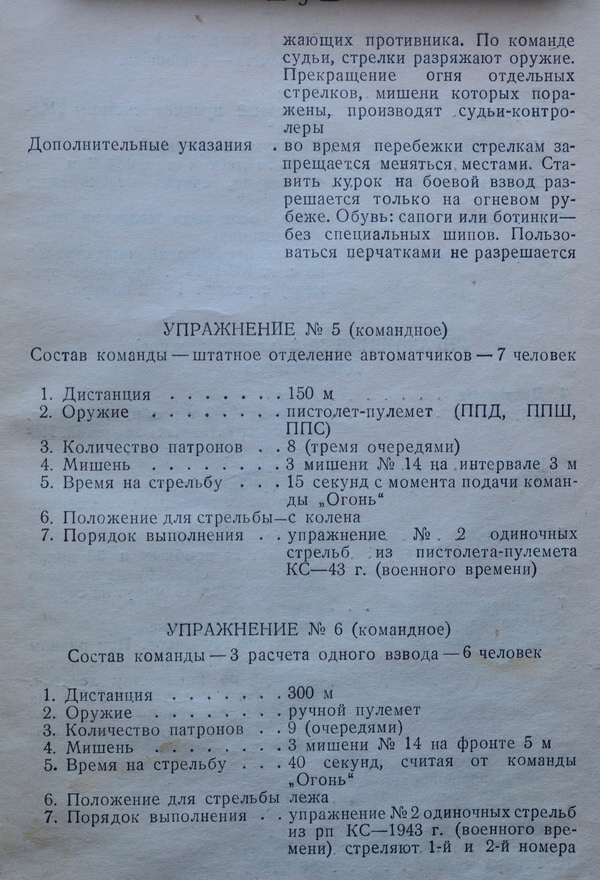 жающих противника. По команде
судьи, стрелки разряжают оружие.
Прекращение огня отдельных
стрелков, мишени которых пора-
жены, производят судьи-контро-
леры
Дополнительные указания . во время перебежки стрелкам за-
прещается меняться местами. Ста-
вить курок на боевой взвод раз-
решается только на огневом ру-
беже. Обувь: сапоги или ботинки—
без специальных шипов. Пользо-
ваться перчатками не разрешается
УПРАЖНЕНИЕ № 5 (командное)
Состав команды — штатное отделение автоматчиков — 7 человек
1. Дистанция . . . . . . . 150 м
2. Оружие . . . . . . . . пистолет-пулемет (ППД, ППШ,
ППС)
3. Количество патронов . . 8 (тремя очередями)
4. Мишень . . . . . . . . 3 мишени № 14 на интервале 3 м
5. Время на стрельбу . . . 15 секунд с момента подачи коман-
ды „Огонь“
6. Положение для стрельбы—с колена
7. Порядок выполнения . . упражнение № 2 одиночных
стрельб из пистолета-пулемета
КС—43 г. (военного времени)
УПРАЖНЕНИЕ № 6 (командное)
Состав команды — 3 расчета одного взвода — 6 человек
1. Дистанция . . . . . . . 300 м
2. Оружие . . . . . . . . ручной пулемет
3. Количество патронов . . 9 (очередями)
4. Мишень . . . . . . . . 3 мишени № 14 на фронте 5 м
5. Время на стрельбу . . . 40 секунд, считая от команды
„Огонь“
6. Положение для стрельбы лежа
7. Порядок выполнения . . упражнение № 2 одиночных стрельб
из рп КС—1943 г. (военного вре-
мени) стреляют 1-й и 2-й номера